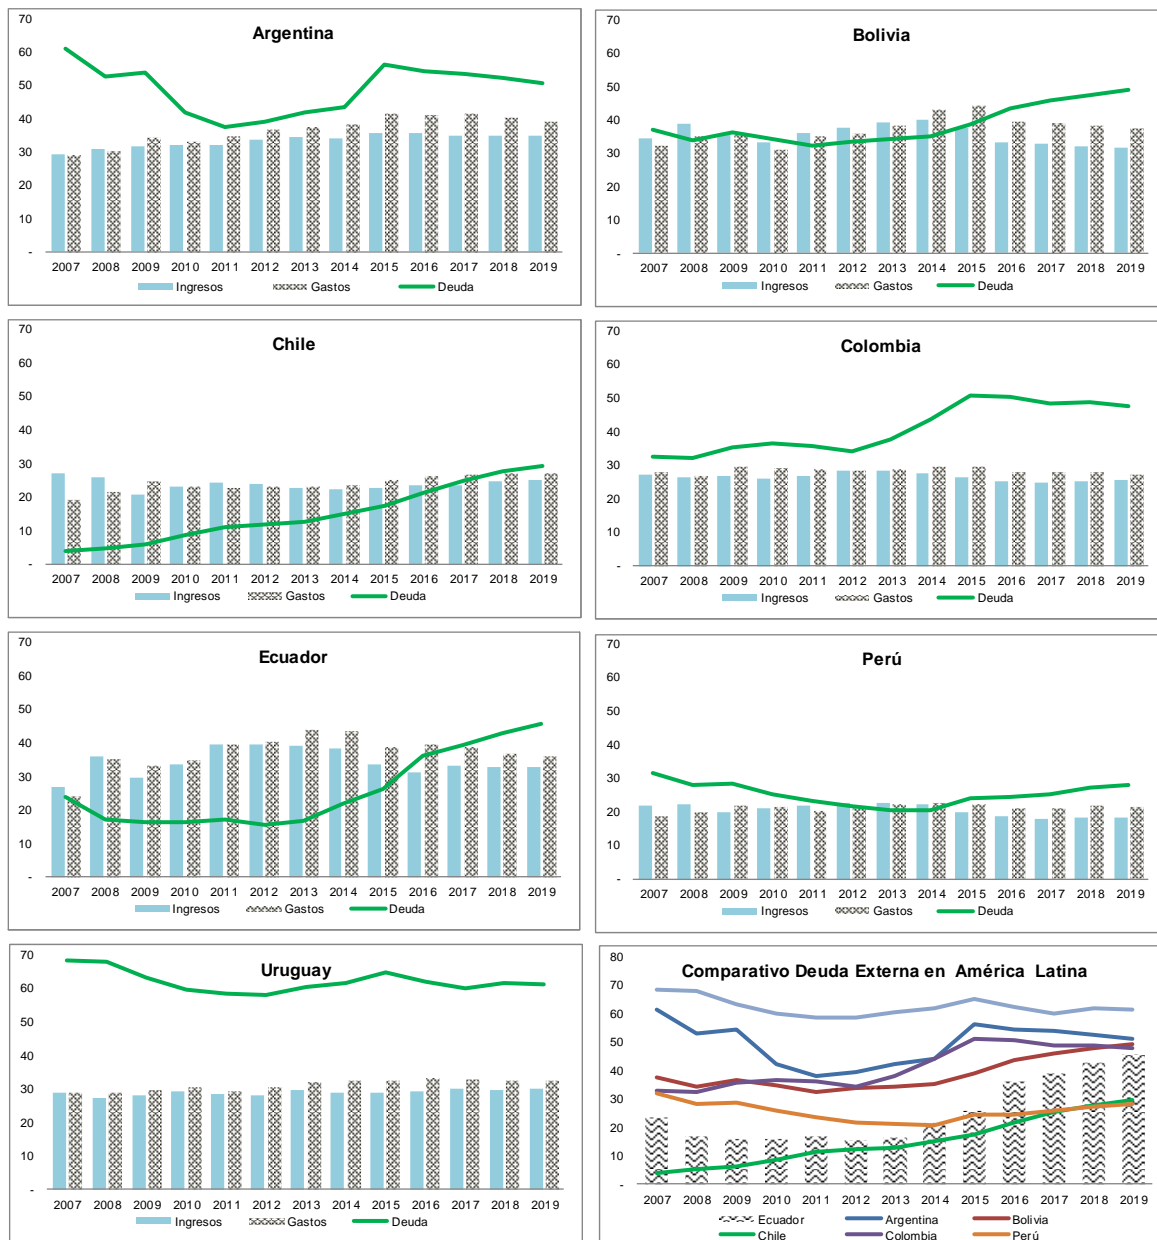 Argentina
70
60
50
40
30
20
10
-
2007 2008 2009 2010 2011 2012 2013 2014 2015 2016 2017 2018 2019
Ingresos Gastos Deuda
Bolivia
70
60
50
40
30
20
10
-
2007 2008 2009 2010 2011 2012 2013 2014 2015 2016 2017 2018 2019
Ingresos Gastos Deuda
Chile
70
60
50
40
30
20
10
-
2007 2008 2009 2010 2011 2012 2013 2014 2015 2016 2017 2018 2019
Ingresos Gastos Deuda
Colombia
70
60
50
40
30
20
10
-
2007 2008 2009 2010 2011 2012 2013 2014 2015 2016 2017 2018 2019
Ingresos Gastos Deuda
Ecuador
70
60
50
40
30
20
10
-
2007 2008 2009 2010 2011 2012 2013 2014 2015 2016 2017 2018 2019
Ingresos Gastos Deuda
Perú
70
60
50
40
30
20
10
-
2007 2008 2009 2010 2011 2012 2013 2014 2015 2016 2017 2018 2019
Ingresos Gastos Deuda
Uruguay
70
60
50
40
30
20
10
-
2007 2008 2009 2010 2011 2012 2013 2014 2015 2016 2017 2018 2019
Ingresos Gastos Deuda
Comparativo Deuda Externa en América Latina
80
70
60
50
40
30
20
10
-
2007 2008 2009 2010 2011 2012 2013 2014 2015 2016 2017 2018 2019
Ecuador Argentina Bolivia
Chile Colombia Perú